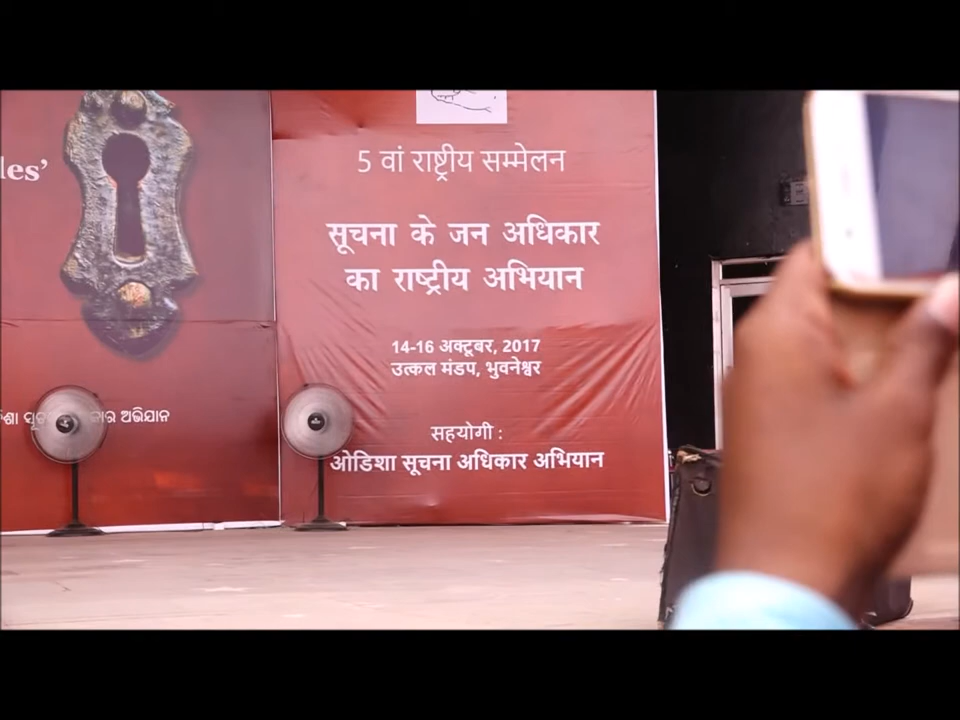 les'
5 वां राष्ट्रीय सम्मेलन
सूचना के जन अधिकार
का राष्ट्रीय अभियान
14-16 अक्टूबर, 2017
उत्कल मंडप, भुवनेश्वर
सहयोगी :
ओडिशा सूचना अधिकार अभियान
ଅଭିଯାନ